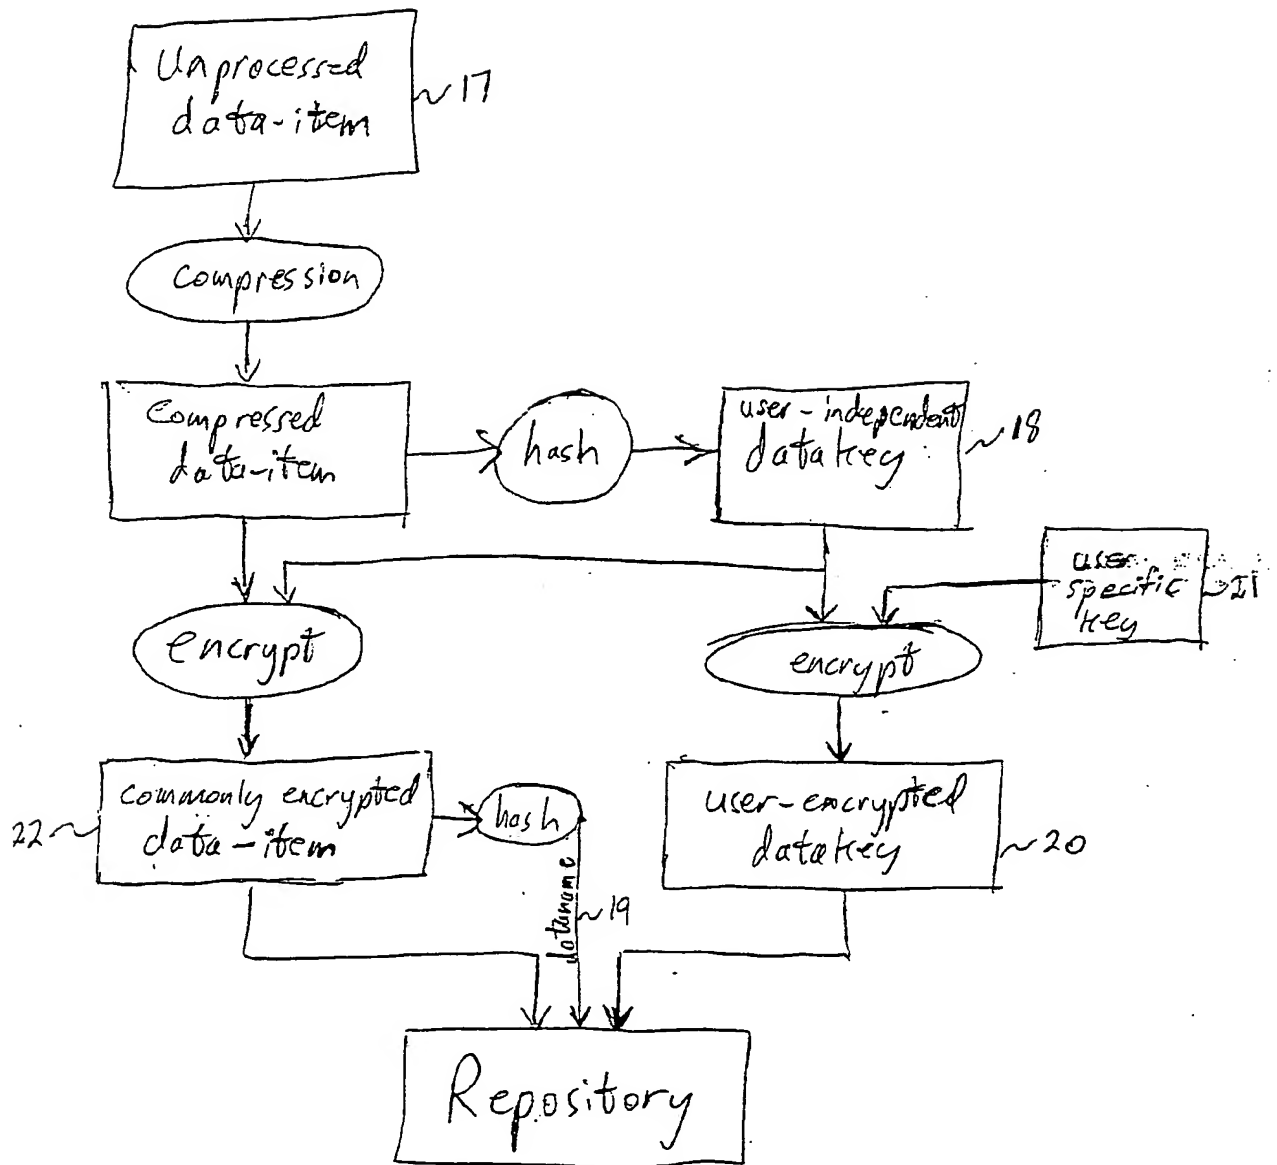 Unprocessed
data-item
17
compression
Compressed
data-item
hash
user-independent
datakey
18
user
specific
key
21
encrypt
encrypt
commonly encrypted
data-item
22
hash
dataname
19
user-encrypted
datakey
20
Repository